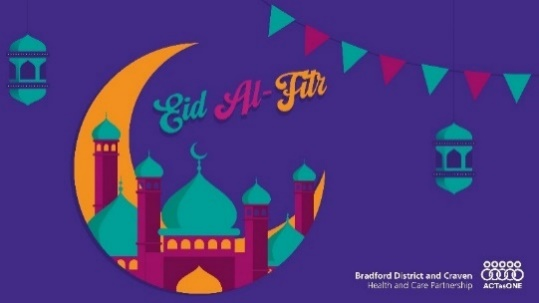 Eid Al-Fitr
Bradford District and Craven
Health and Care Partnership
ACTasONE